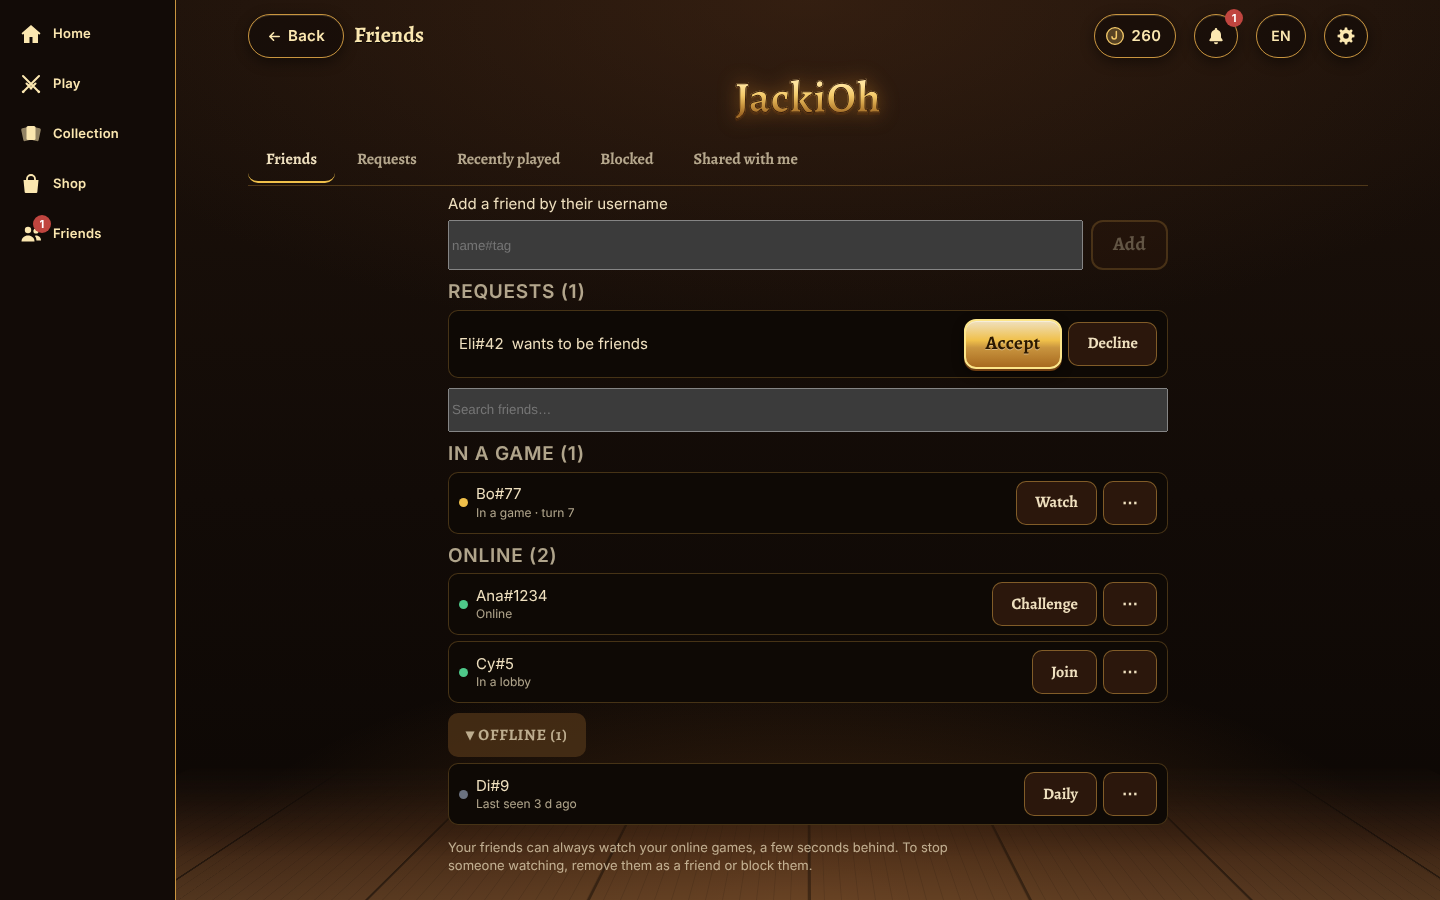 Home
Play
Collection
Shop
1
Friends
← Back
Friends
J 260
1
EN
JackiOh
Friends
Requests
Recently played
Blocked
Shared with me
Add a friend by their username
name#tag
Add
REQUESTS (1)
Eli#42 wants to be friends
Accept
Decline
Search friends…
IN A GAME (1)
Bo#77
In a game · turn 7
Watch
···
ONLINE (2)
Ana#1234
Online
Challenge
···
Cy#5
In a lobby
Join
···
▾ OFFLINE (1)
Di#9
Last seen 3 d ago
Daily
···
Your friends can always watch your online games, a few seconds behind. To stop
someone watching, remove them as a friend or block them.